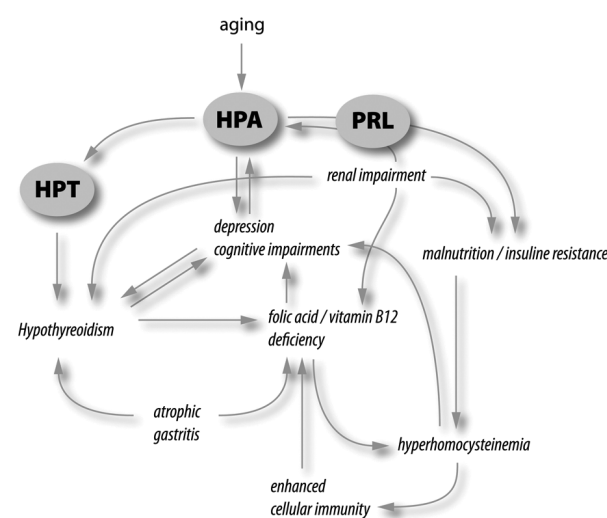 aging
HPA
PRL
HPT
renal impairment
depression
cognitive impairments
malnutrition / insuline resistance
Hypothyreoidism
folic acid / vitamin B12
deficiency
atrophic
gastritis
hyperhomocysteinemia
enhanced
cellular immunity